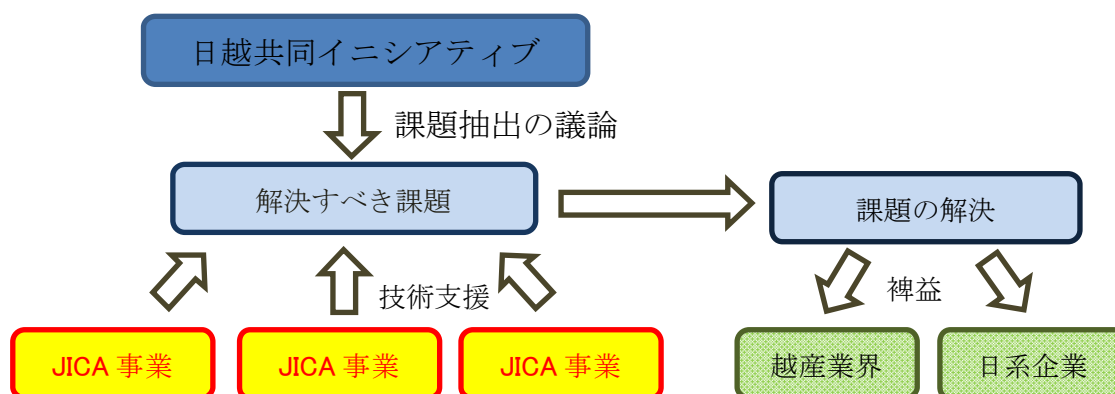 日越共同イニシアティブ
課題抽出の議論
解決すべき課題
課題の解決
技術支援
裨益
JICA 事業
JICA 事業
JICA 事業
越産業界
日系企業